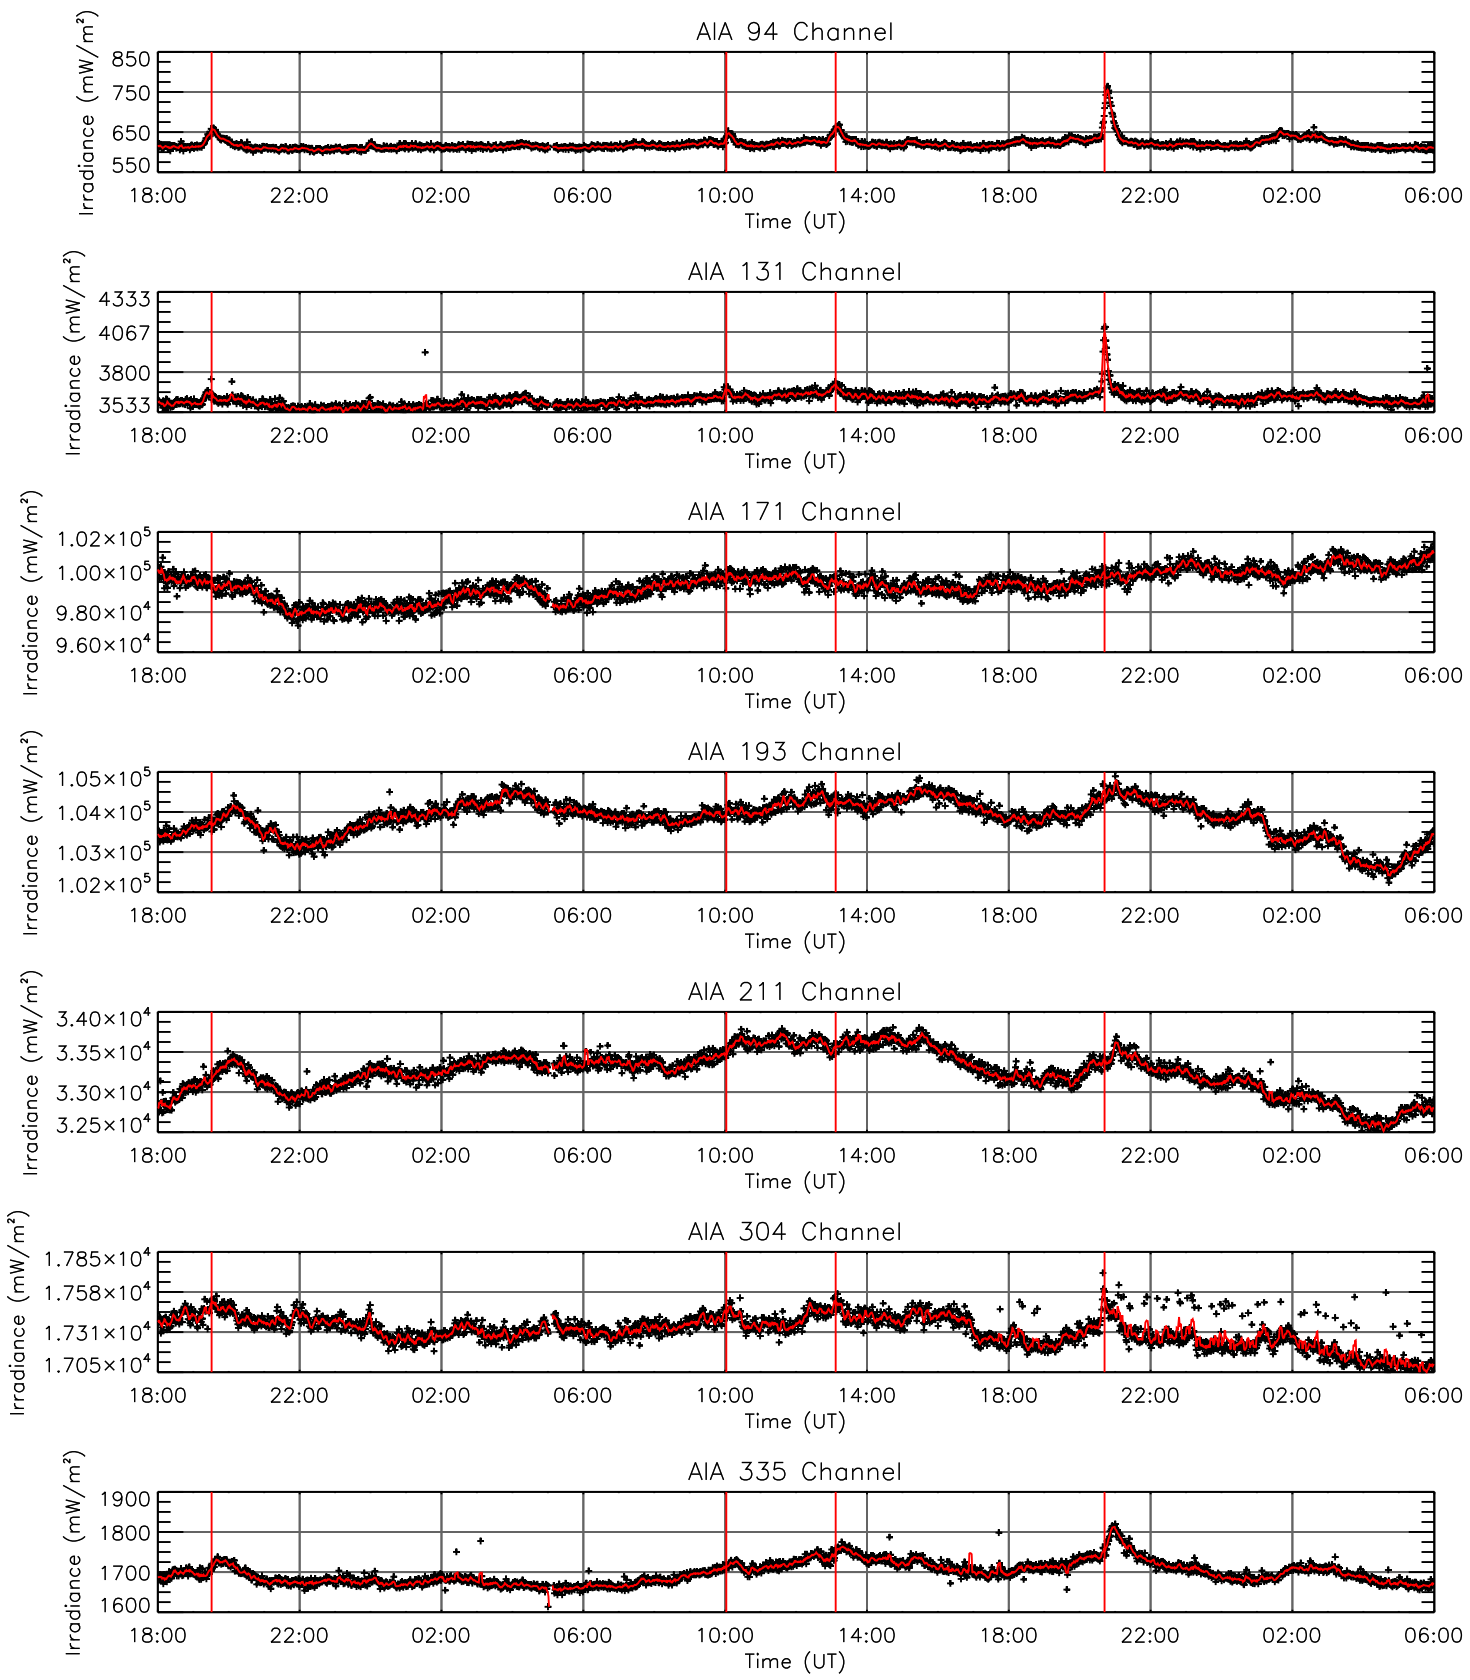 AIA 94 Channel
Irradiance (mW/m²)
850
750
650
550
18:00 22:00 02:00 06:00 10:00 14:00 18:00 22:00 02:00 06:00
Time (UT)
AIA 131 Channel
Irradiance (mW/m²)
4333
4067
3800
3533
18:00 22:00 02:00 06:00 10:00 14:00 18:00 22:00 02:00 06:00
Time (UT)
AIA 171 Channel
Irradiance (mW/m²)
1.02×10⁵
1.00×10⁵
9.80×10⁴
9.60×10⁴
18:00 22:00 02:00 06:00 10:00 14:00 18:00 22:00 02:00 06:00
Time (UT)
AIA 193 Channel
Irradiance (mW/m²)
1.05×10⁵
1.04×10⁵
1.03×10⁵
1.02×10⁵
18:00 22:00 02:00 06:00 10:00 14:00 18:00 22:00 02:00 06:00
Time (UT)
AIA 211 Channel
Irradiance (mW/m²)
3.40×10⁴
3.35×10⁴
3.30×10⁴
3.25×10⁴
18:00 22:00 02:00 06:00 10:00 14:00 18:00 22:00 02:00 06:00
Time (UT)
AIA 304 Channel
Irradiance (mW/m²)
1.785×10⁴
1.758×10⁴
1.731×10⁴
1.705×10⁴
18:00 22:00 02:00 06:00 10:00 14:00 18:00 22:00 02:00 06:00
Time (UT)
AIA 335 Channel
Irradiance (mW/m²)
1900
1800
1700
1600
18:00 22:00 02:00 06:00 10:00 14:00 18:00 22:00 02:00 06:00
Time (UT)